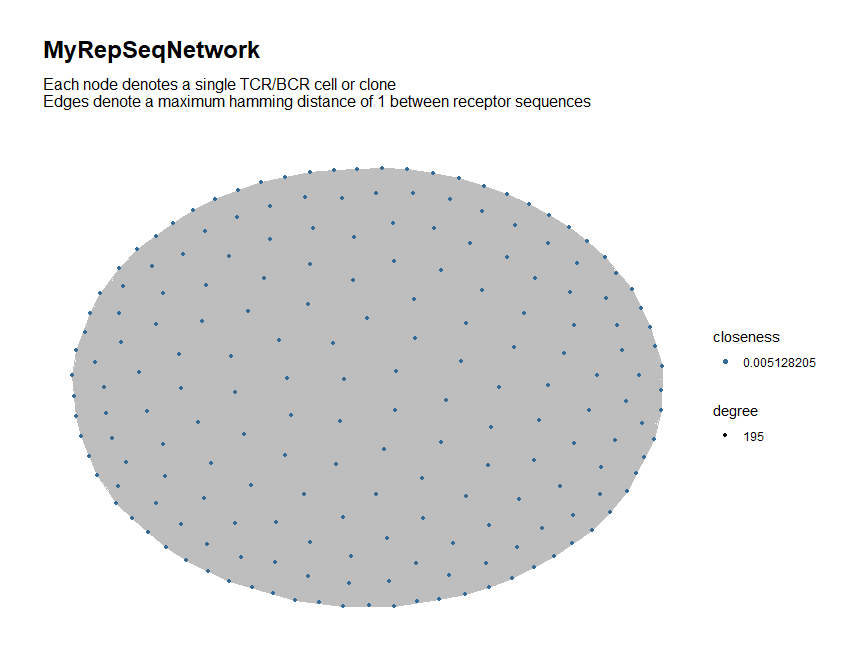 MyRepSeqNetwork
Each node denotes a single TCR/BCR cell or clone
Edges denote a maximum hamming distance of 1 between receptor sequences
closeness
0.005128205
degree
195